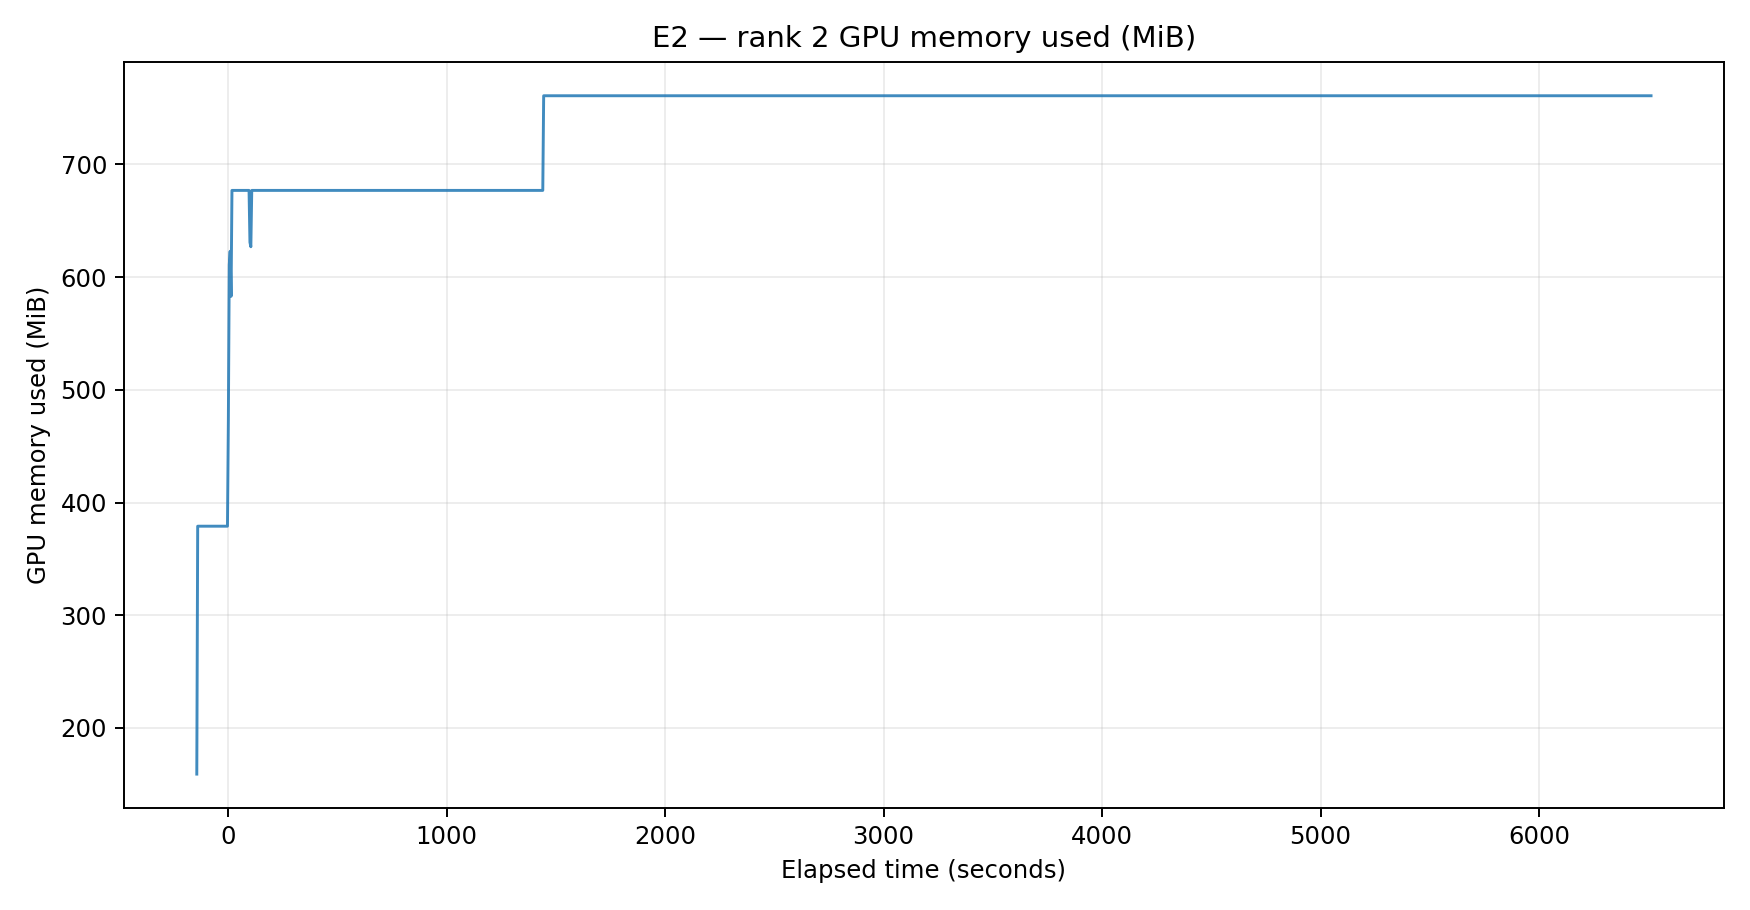 E2 — rank 2 GPU memory used (MiB)
GPU memory used (MiB)
700
600
500
400
300
200
0 1000 2000 3000 4000 5000 6000
Elapsed time (seconds)